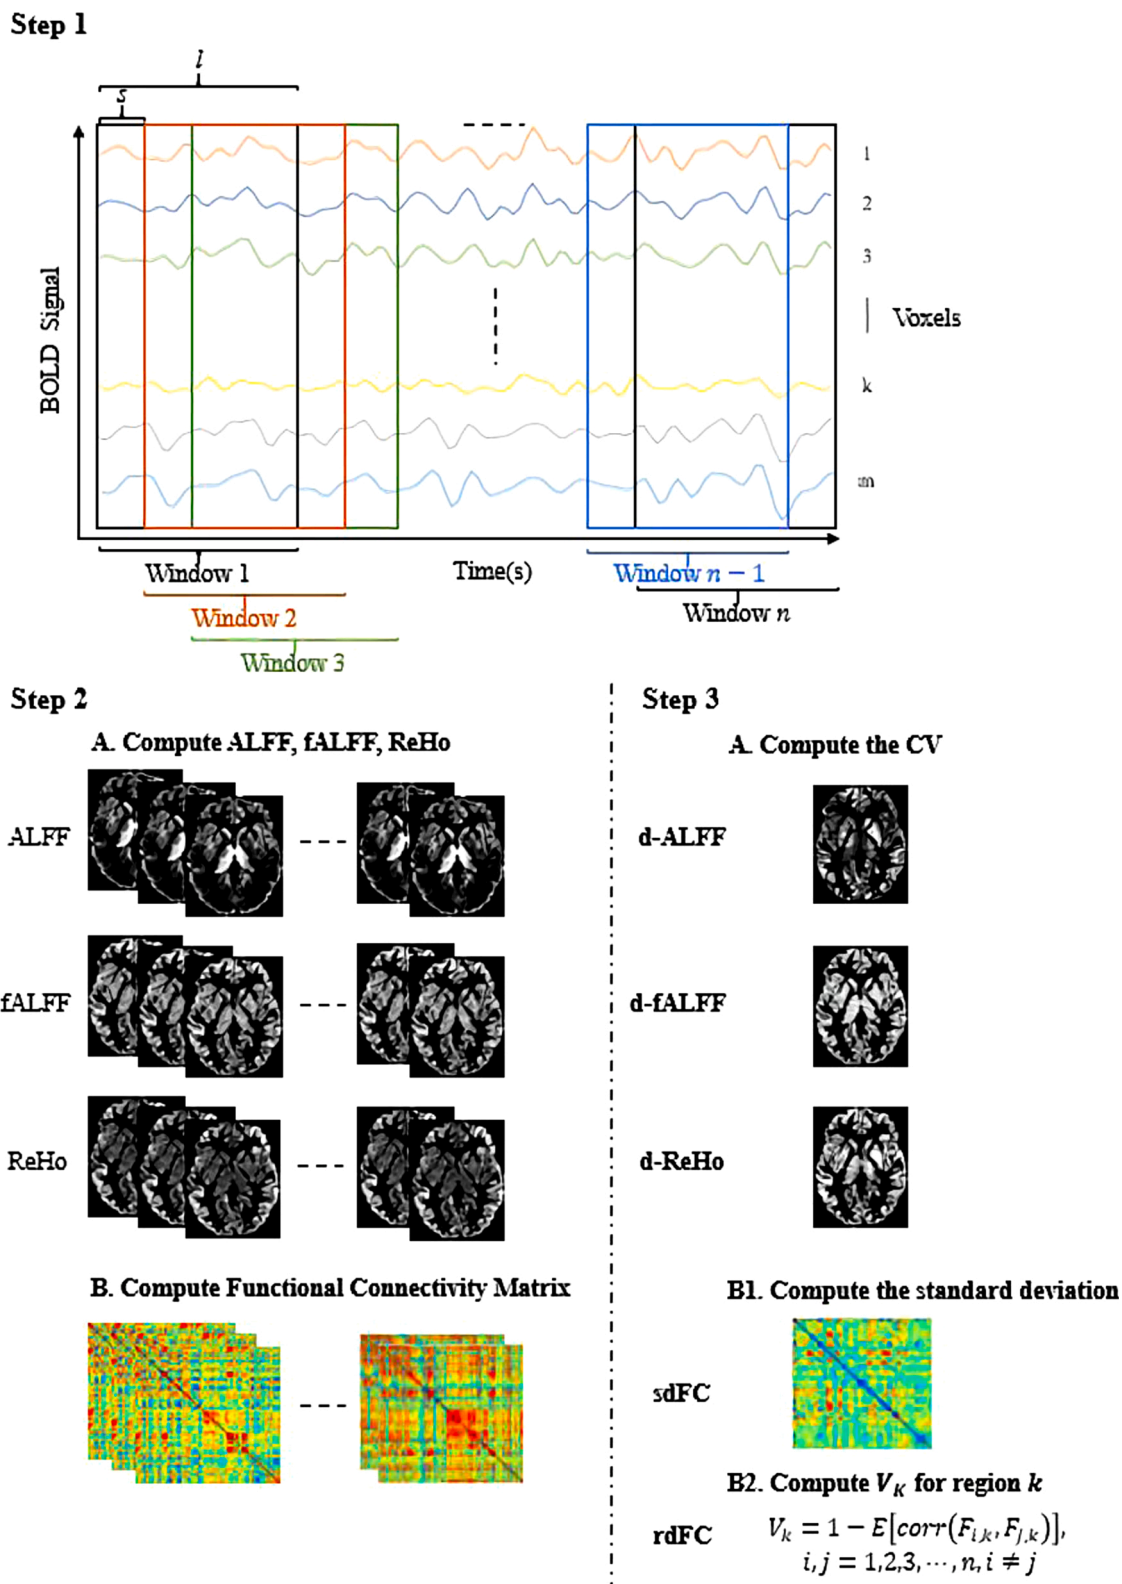 Step 1
l
s
1
2
3
Voxels
k
m
BOLD Signal
Time(s)
Window 1
Window 2
Window 3
Window n − 1
Window n
Step 2
A. Compute ALFF, fALFF, ReHo
ALFF
fALFF
ReHo
B. Compute Functional Connectivity Matrix
Step 3
A. Compute the CV
d-ALFF
d-fALFF
d-ReHo
B1. Compute the standard deviation
sdFC
B2. Compute V_K for region k
rdFC
V_k = 1 − E[corr(F_{i,k}, F_{j,k})],
i, j = 1,2,3, ⋯, n, i ≠ j